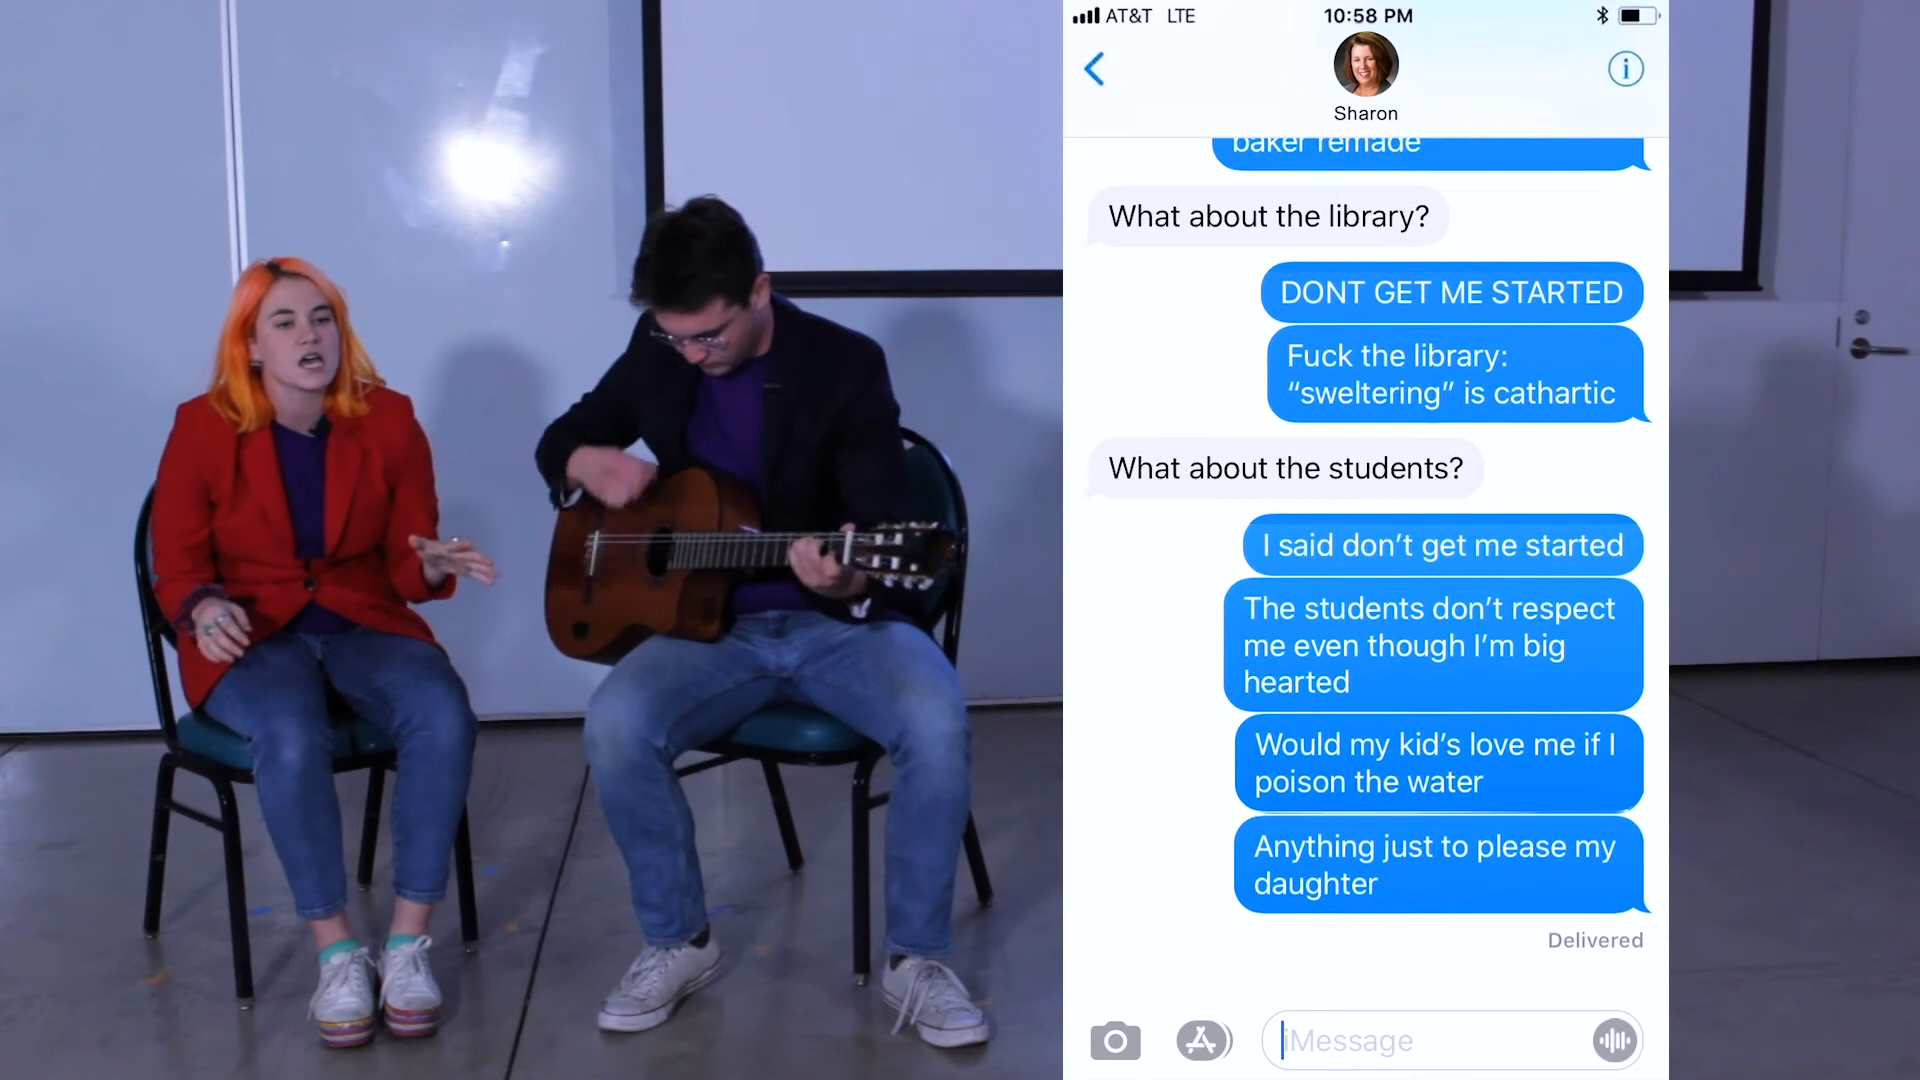 AT&T LTE
10:58 PM
Sharon
baker remade
What about the library?
DONT GET ME STARTED
Fuck the library:
“sweltering” is cathartic
What about the students?
I said don’t get me started
The students don’t respect
me even though I’m big
hearted
Would my kid’s love me if I
poison the water
Anything just to please my
daughter
Delivered
iMessage